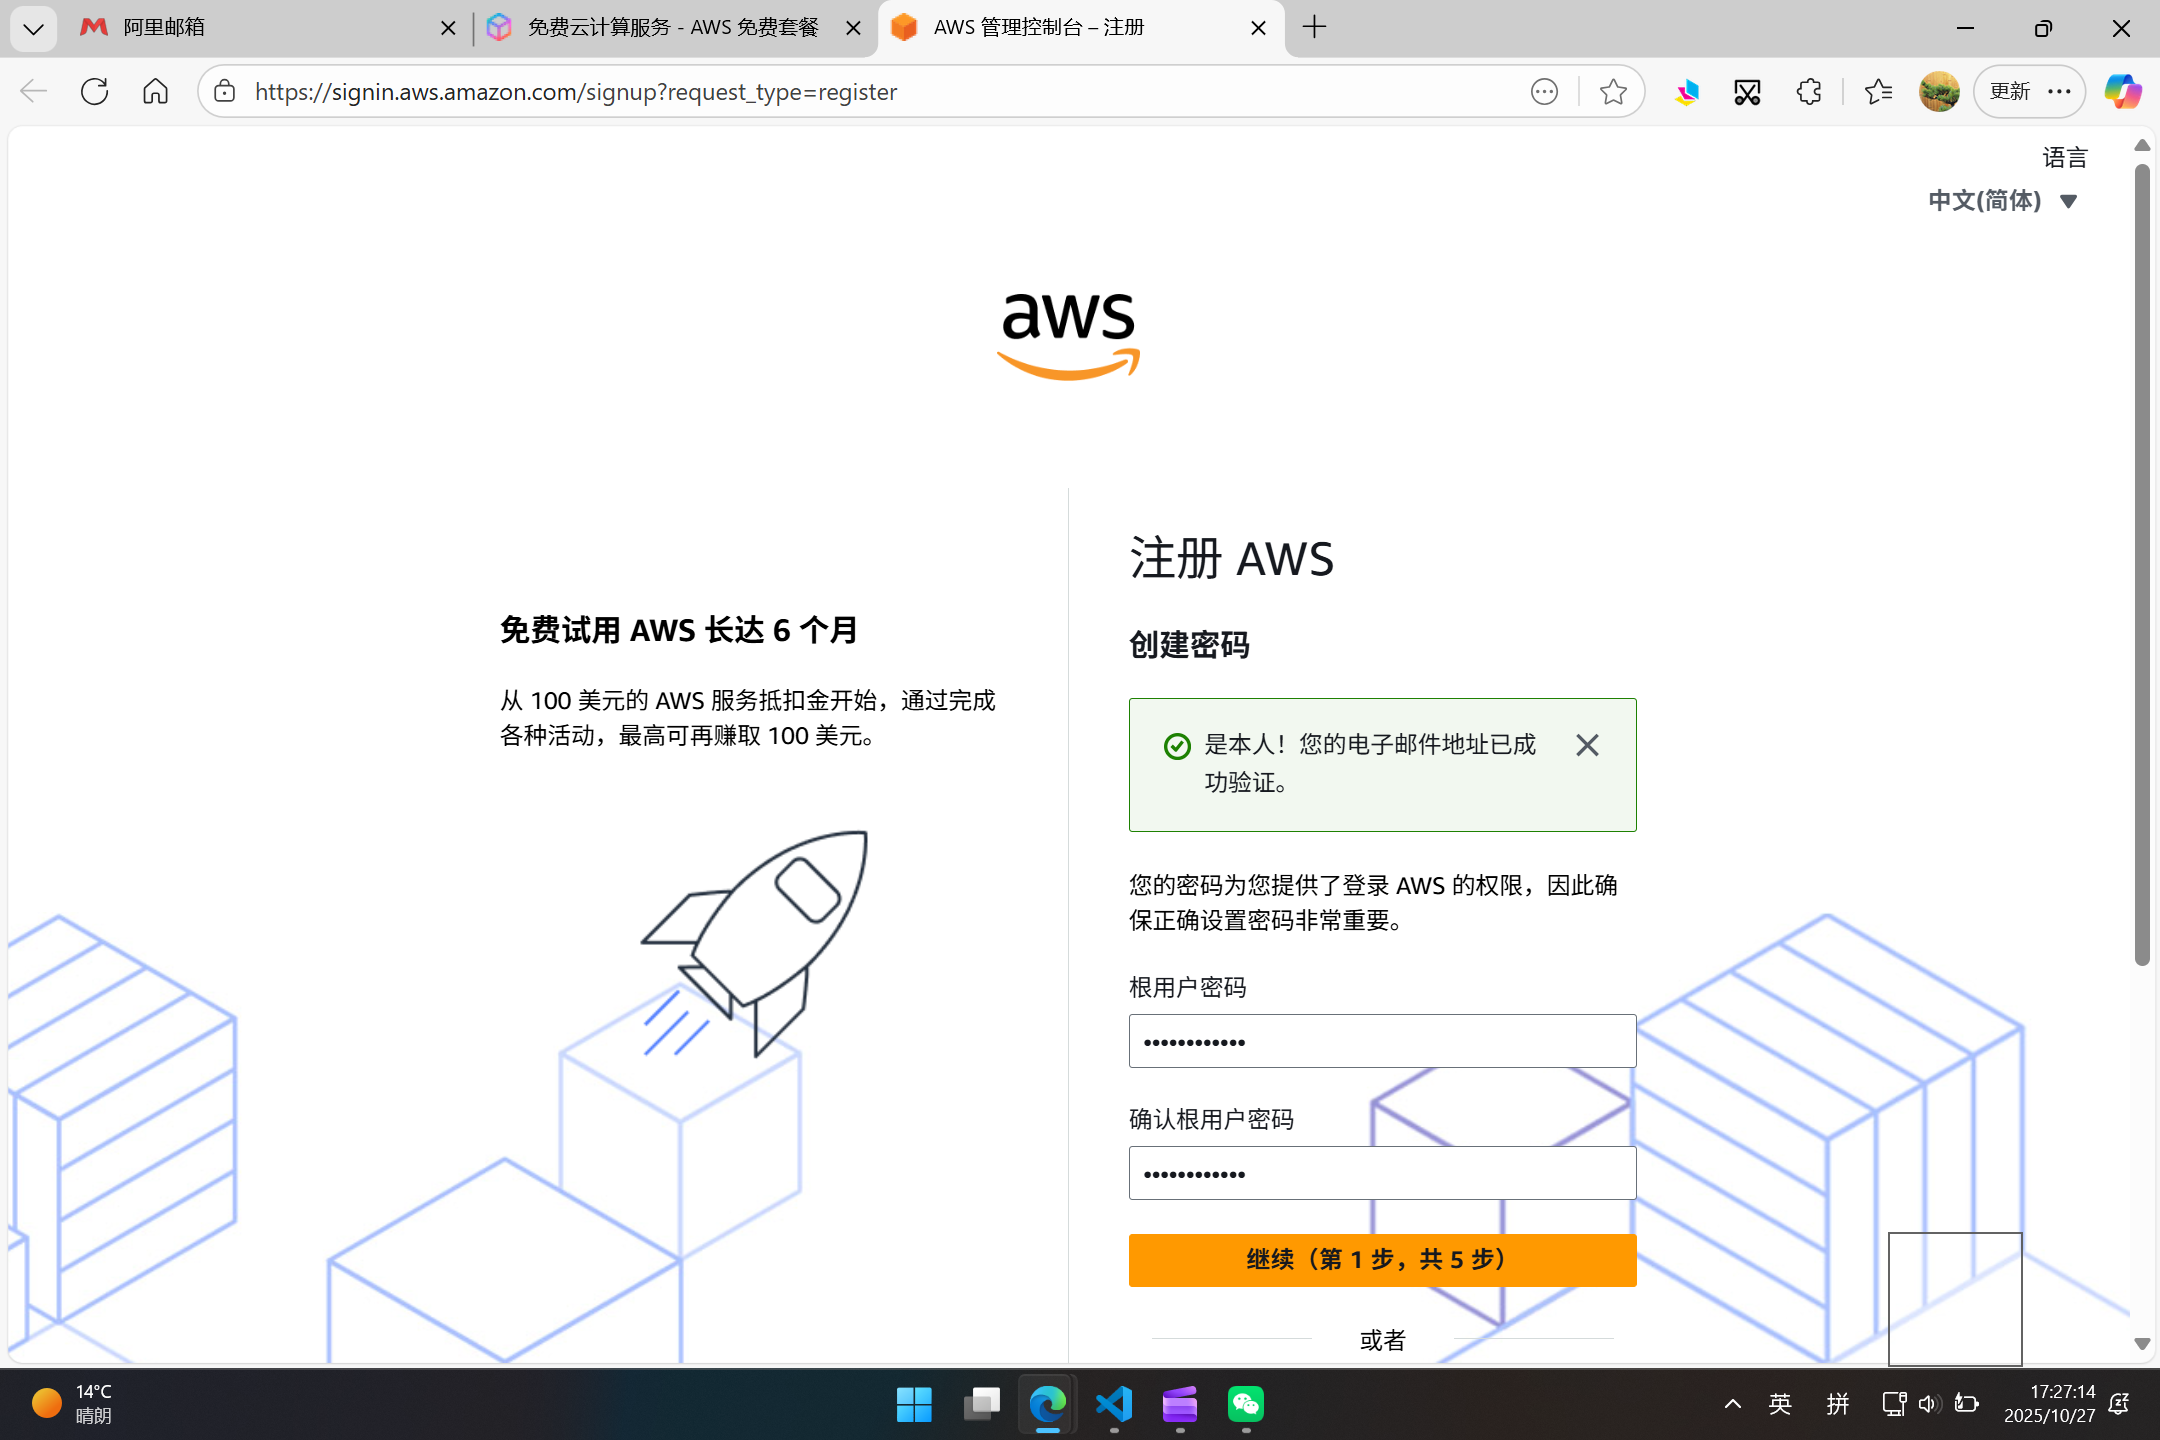 阿里邮箱
免费云计算服务 - AWS 免费套餐
AWS 管理控制台 – 注册
https://signin.aws.amazon.com/signup?request_type=register
更新
语言
中文(简体)
aws
免费试用 AWS 长达 6 个月
从 100 美元的 AWS 服务抵扣金开始，通过完成
各种活动，最高可再赚取 100 美元。
注册 AWS
创建密码
是本人！您的电子邮件地址已成
功验证。
您的密码为您提供了登录 AWS 的权限，因此确
保正确设置密码非常重要。
根用户密码
••••••••••••
确认根用户密码
••••••••••••
继续（第 1 步，共 5 步）
或者
14°C
晴朗
英
拼
17:27:14
2025/10/27